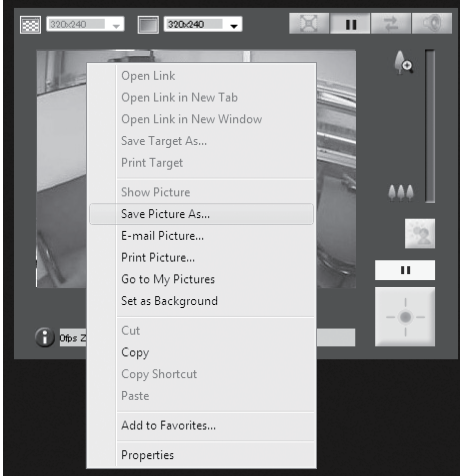 320x240
320x240
Open Link
Open Link in New Tab
Open Link in New Window
Save Target As...
Print Target
Show Picture
Save Picture As...
E-mail Picture...
Print Picture...
Go to My Pictures
Set as Background
Cut
Copy
Copy Shortcut
Paste
Add to Favorites...
Properties
0fps Z